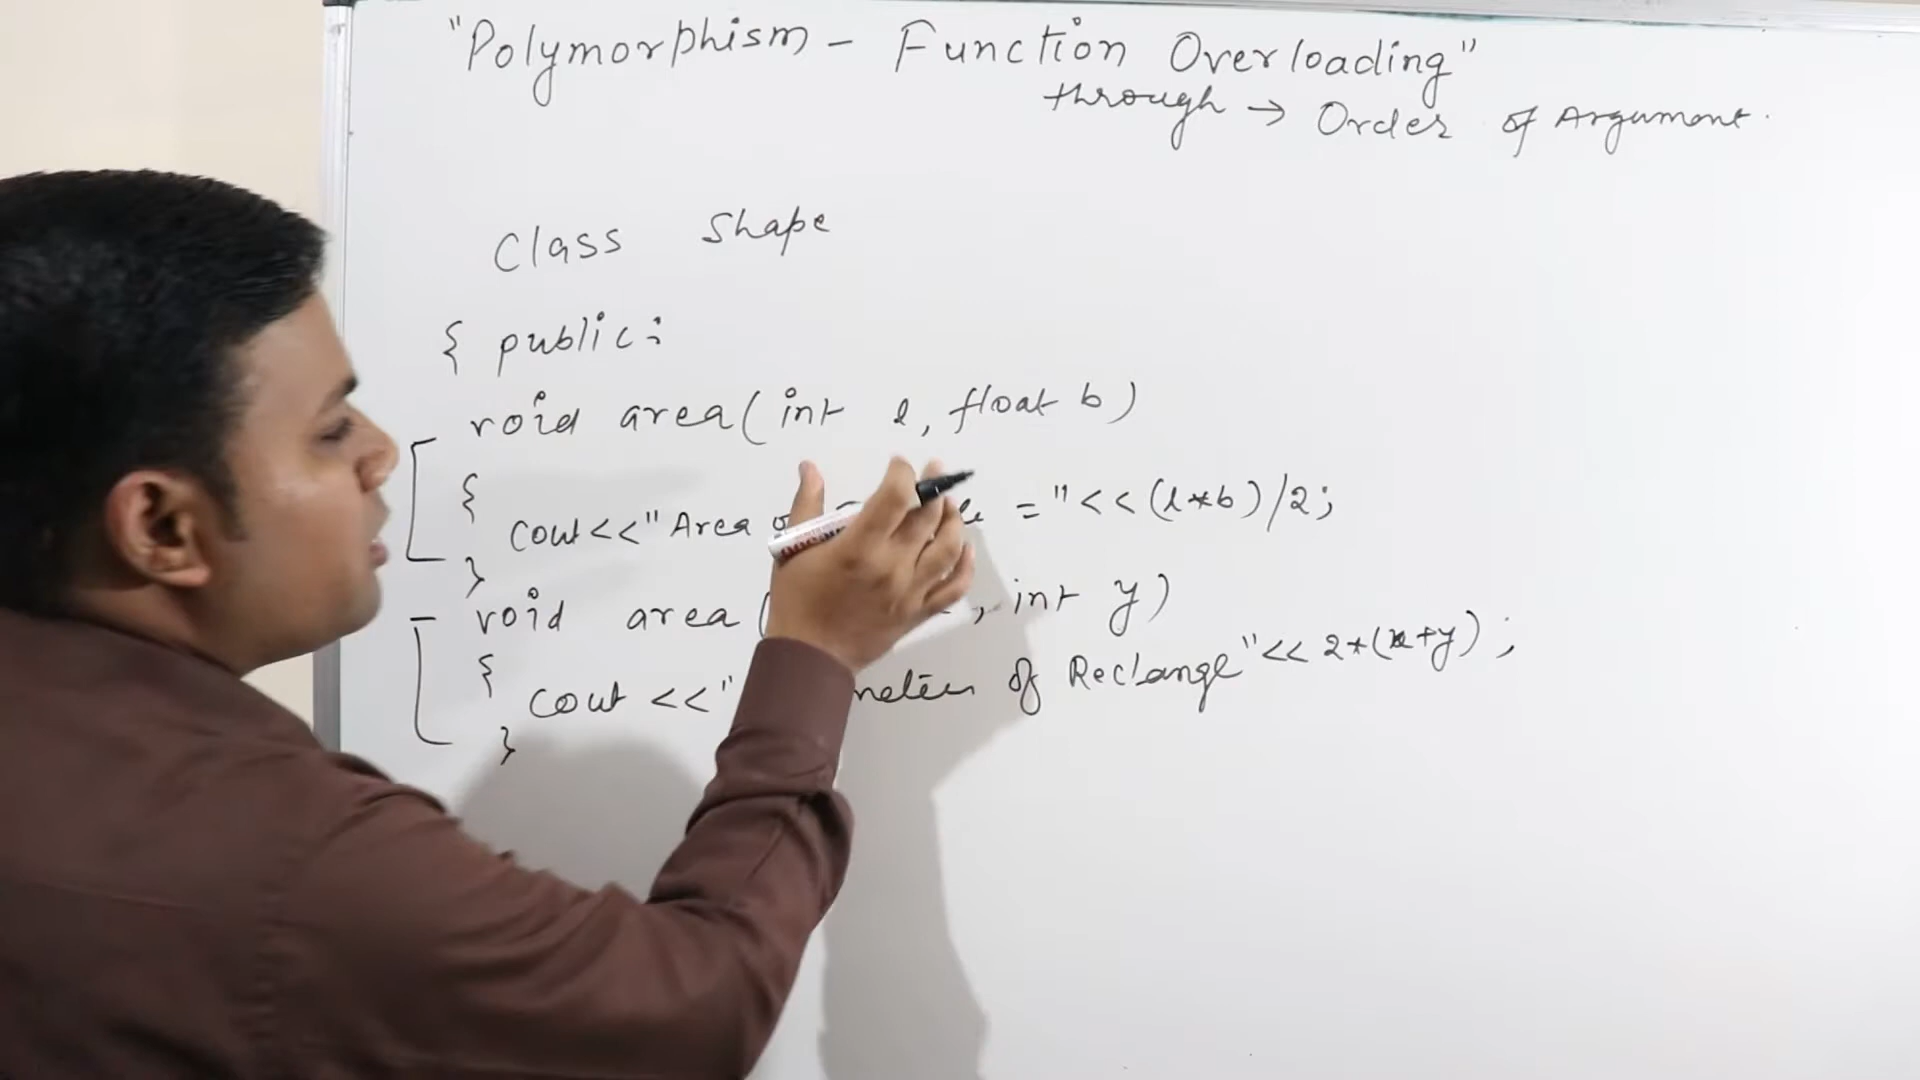 "Polymorphism - Function Overloading"
through → Order of Argument.
Class Shape
{ public:
void area(int l, float b)
{
cout<<"Area = "<<(l*b)/2;
}
void area( , int y)
{
cout <<" of Rectange"<< 2*(x+y);
}